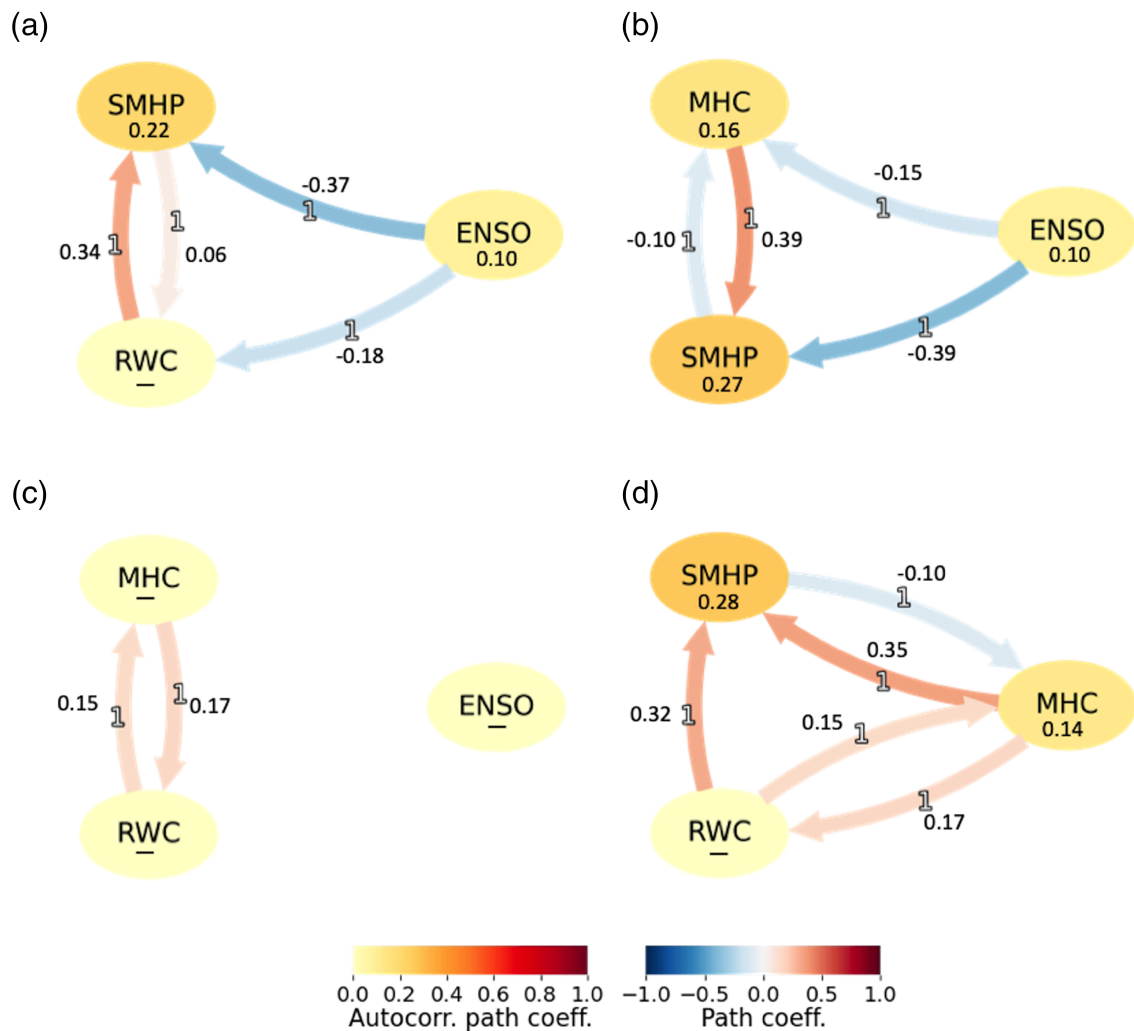 (a)
SMHP
0.22
-0.37
1
1
0.34
1
0.06
ENSO
0.10
1
-0.18
RWC
–
(b)
MHC
0.16
-0.15
1
-0.10
1
1
0.39
ENSO
0.10
1
-0.39
SMHP
0.27
(c)
MHC
–
0.15
1
1
0.17
ENSO
–
RWC
–
(d)
SMHP
0.28
-0.10
1
0.35
1
0.32
1
0.15
1
MHC
0.14
1
0.17
RWC
–
0.0 0.2 0.4 0.6 0.8 1.0
Autocorr. path coeff.
−1.0 −0.5 0.0 0.5 1.0
Path coeff.